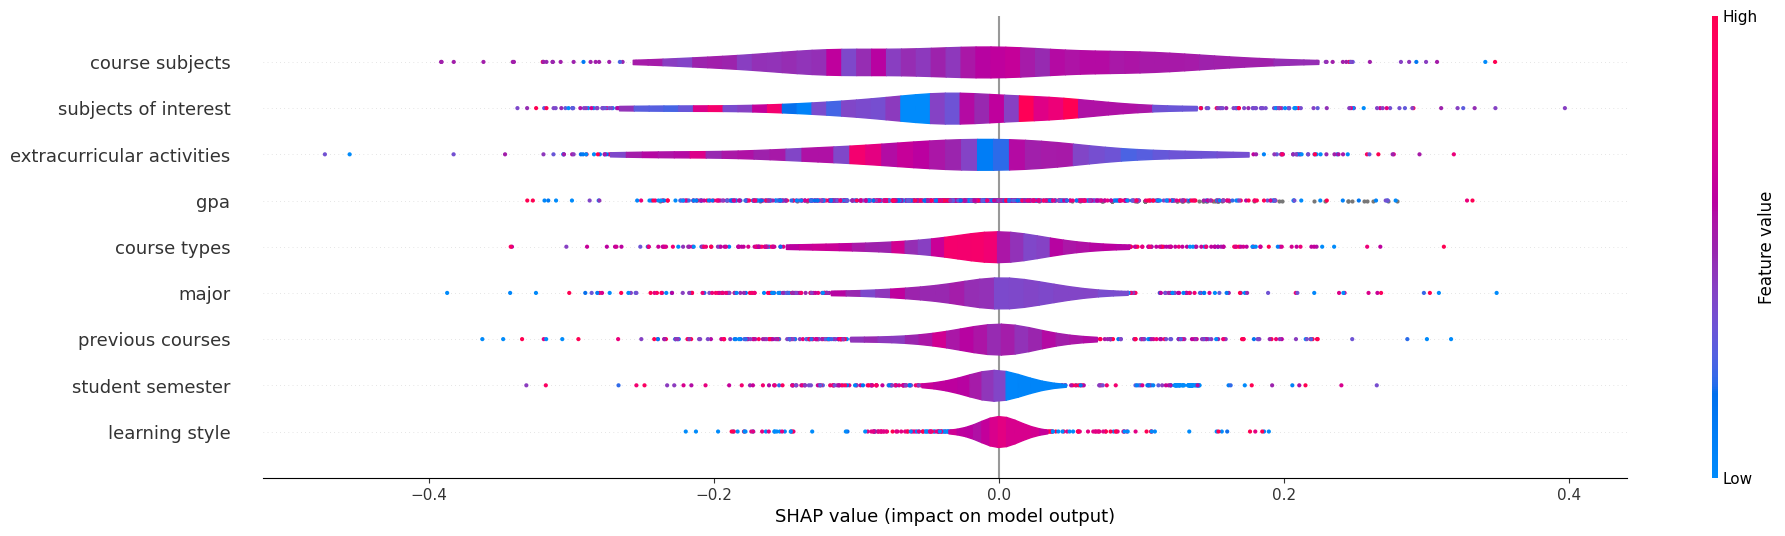 High
course subjects
subjects of interest
extracurricular activities
gpa
course types
major
previous courses
student semester
learning style
Feature value
Low
−0.4
−0.2
0.0
0.2
0.4
SHAP value (impact on model output)